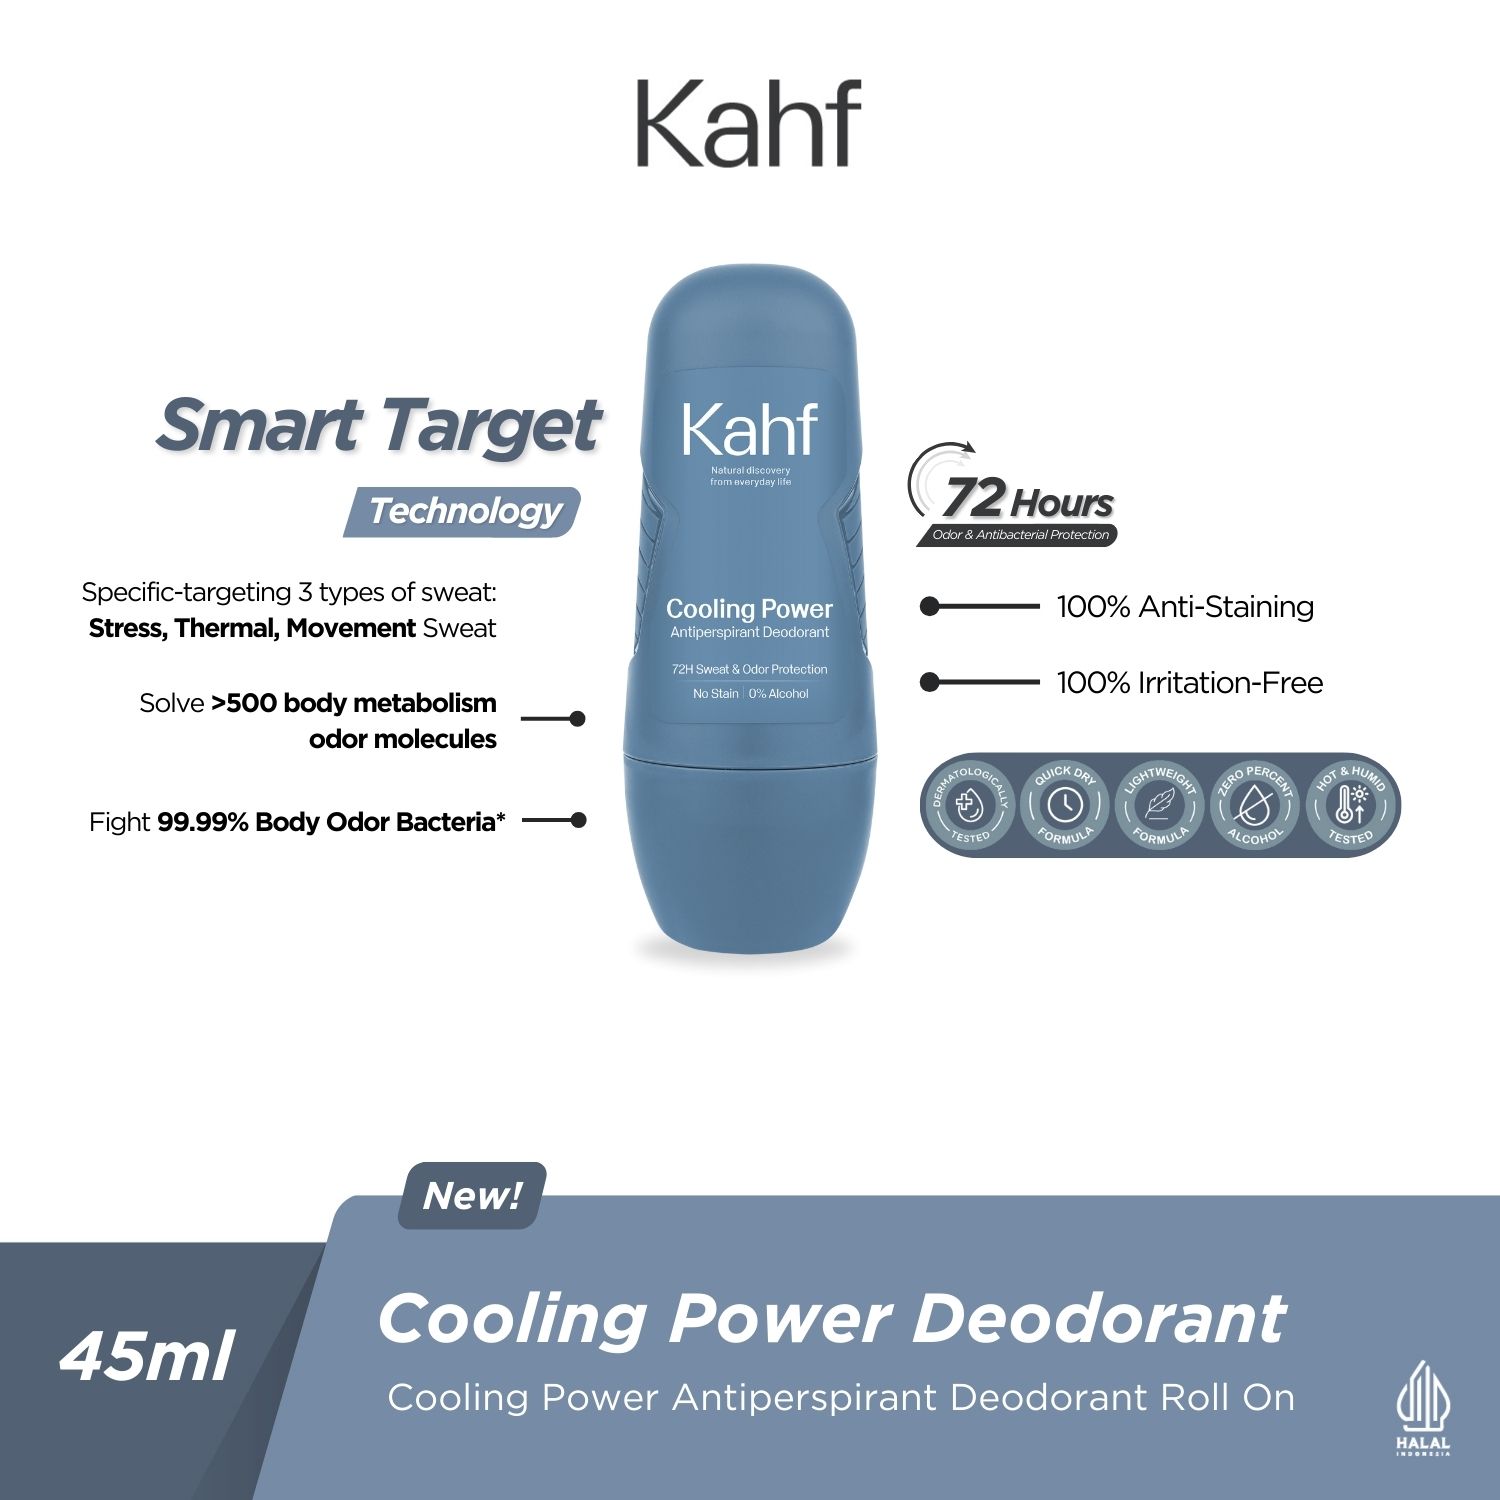 Kahf
Smart Target
Technology
Specific-targeting 3 types of sweat:
Stress, Thermal, Movement Sweat
Solve >500 body metabolism
odor molecules
Fight 99.99% Body Odor Bacteria*
Kahf
Natural discovery
from everyday life
Cooling Power
Antiperspirant Deodorant
72H Sweat & Odor Protection
No Stain | 0% Alcohol
72 Hours
Odor & Antibacterial Protection
100% Anti-Staining
100% Irritation-Free
DERMATOLOGICALLY TESTED
QUICK DRY FORMULA
LIGHTWEIGHT FORMULA
ZERO PERCENT ALCOHOL
HOT & HUMID TESTED
New!
45ml
Cooling Power Deodorant
Cooling Power Antiperspirant Deodorant Roll On
HALAL
INDONESIA